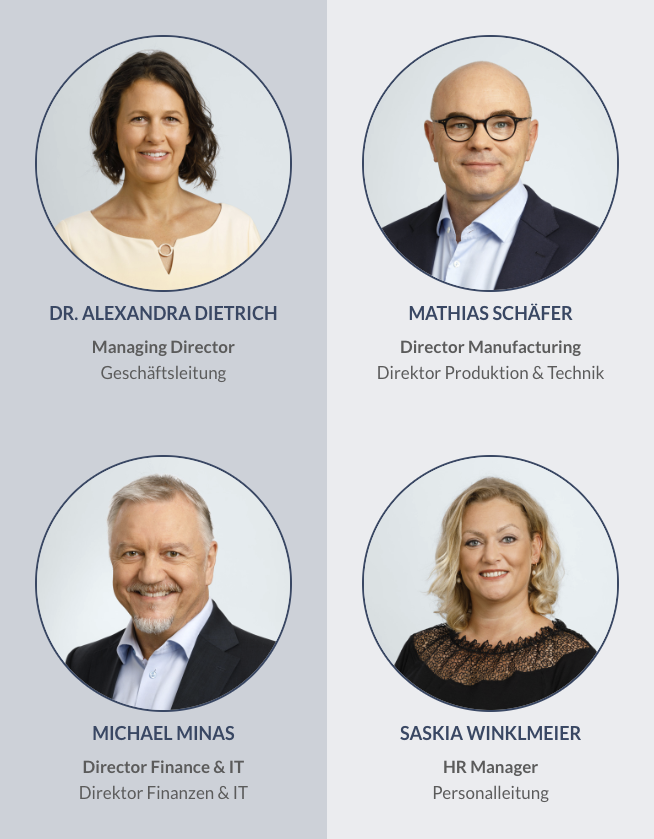 DR. ALEXANDRA DIETRICH
Managing Director
Geschäftsleitung
MATHIAS SCHÄFER
Director Manufacturing
Direktor Produktion & Technik
MICHAEL MINAS
Director Finance & IT
Direktor Finanzen & IT
SASKIA WINKLMEIER
HR Manager
Personalleitung